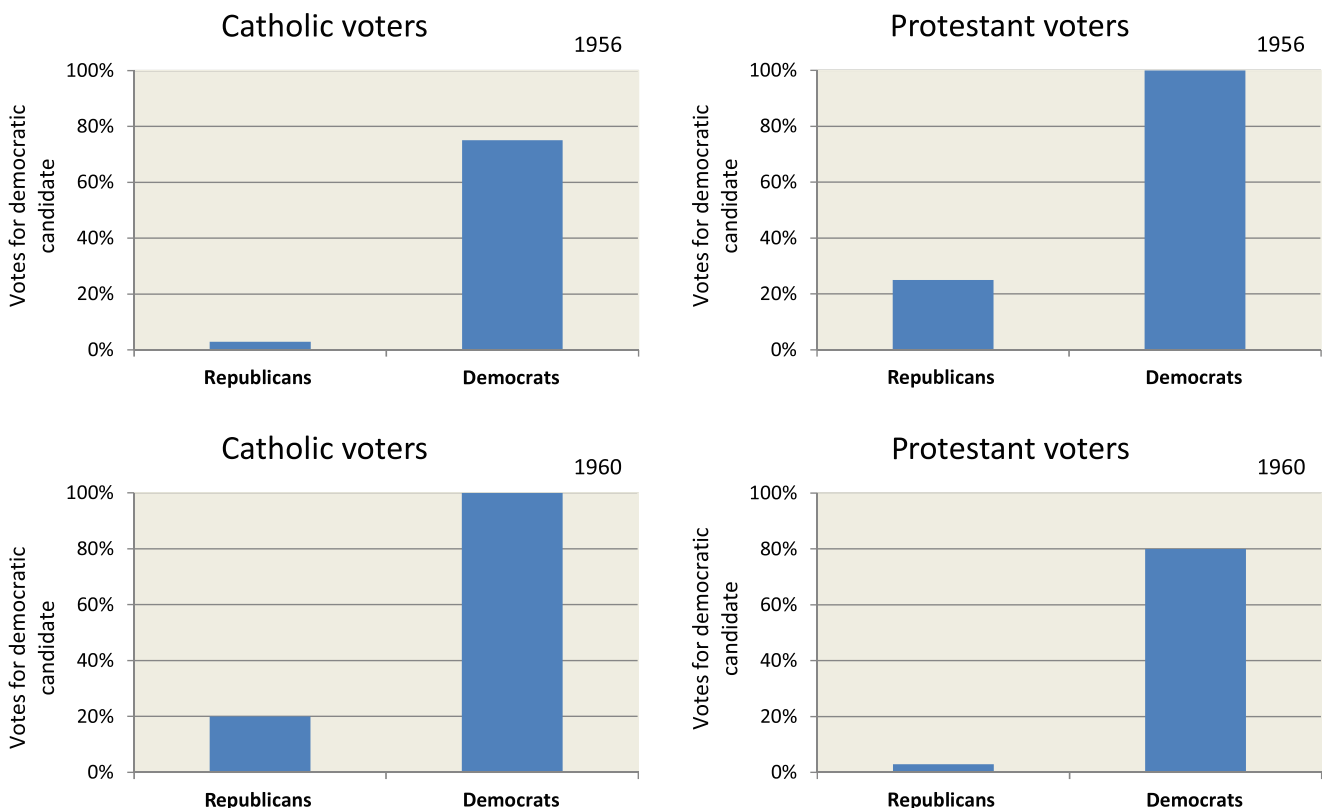 Catholic voters
1956
100%
80%
60%
40%
20%
0%
Votes for democratic
candidate
Republicans
Democrats
Protestant voters
1956
100%
80%
60%
40%
20%
0%
Votes for democratic
candidate
Republicans
Democrats
Catholic voters
1960
100%
80%
60%
40%
20%
0%
Votes for democratic
candidate
Republicans
Democrats
Protestant voters
1960
100%
80%
60%
40%
20%
0%
Votes for democratic
candidate
Republicans
Democrats